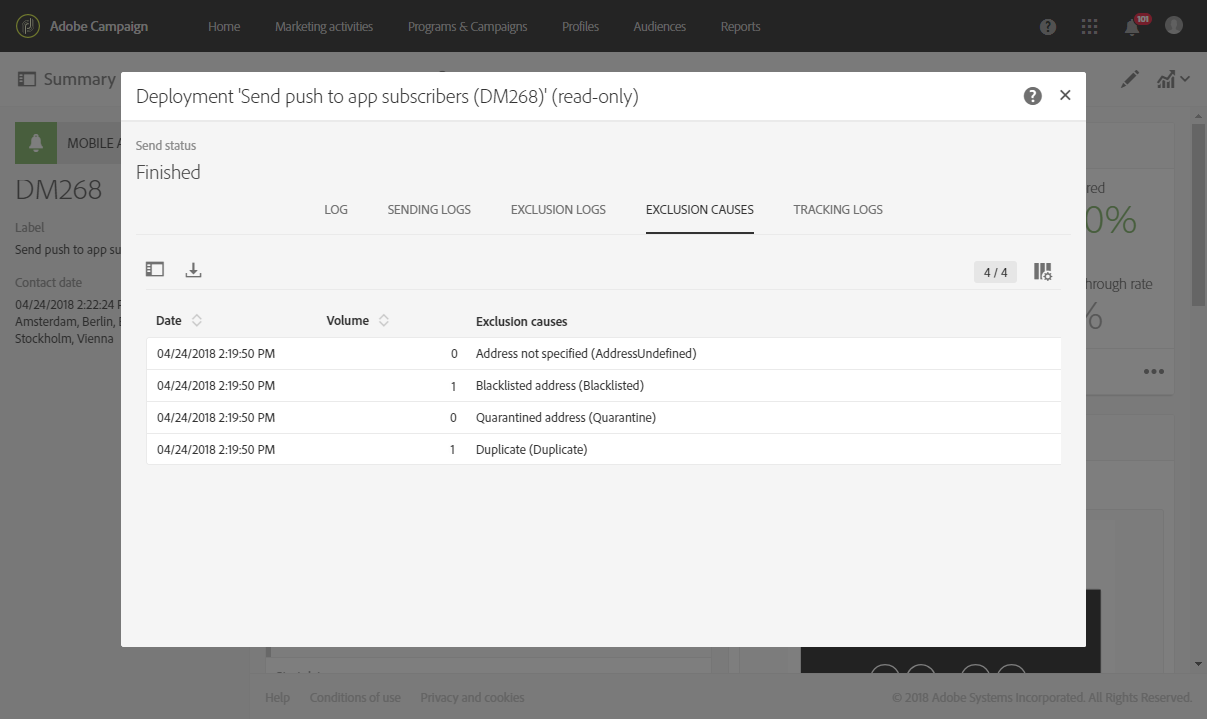 Adobe Campaign Home Marketing activities Programs & Campaigns Profiles Audiences Reports 101
Summary
Deployment 'Send push to app subscribers (DM268)' (read-only)
MOBILE A
DM268
Label
Send push to app su
Contact date
04/24/2018 2:22:24 P
Amsterdam, Berlin, B
Stockholm, Vienna
Send status
Finished
LOG SENDING LOGS EXCLUSION LOGS EXCLUSION CAUSES TRACKING LOGS
4 / 4
Date Volume Exclusion causes
04/24/2018 2:19:50 PM 0 Address not specified (AddressUndefined)
04/24/2018 2:19:50 PM 1 Blacklisted address (Blacklisted)
04/24/2018 2:19:50 PM 0 Quarantined address (Quarantine)
04/24/2018 2:19:50 PM 1 Duplicate (Duplicate)
red
0%
hrough rate
%
Help Conditions of use Privacy and cookies © 2018 Adobe Systems Incorporated. All Rights Reserved.